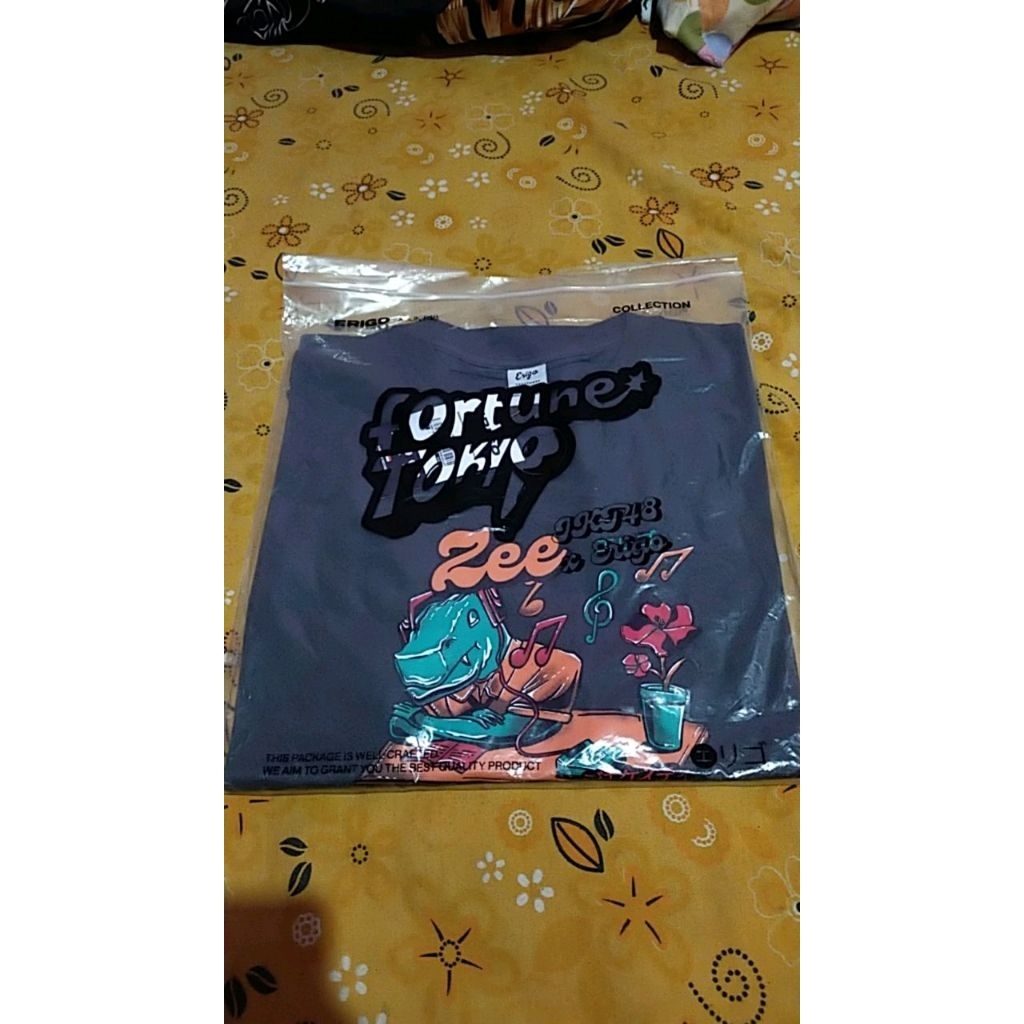 ERIGO
COLLECTION
Erigo
fortune
Tokyo
Zee JKT48
x Erigo
THIS PACKAGE IS WELL-CRAFTED
WE AIM TO GRANT YOU THE BEST QUALITY PRODUCT
エリゴ